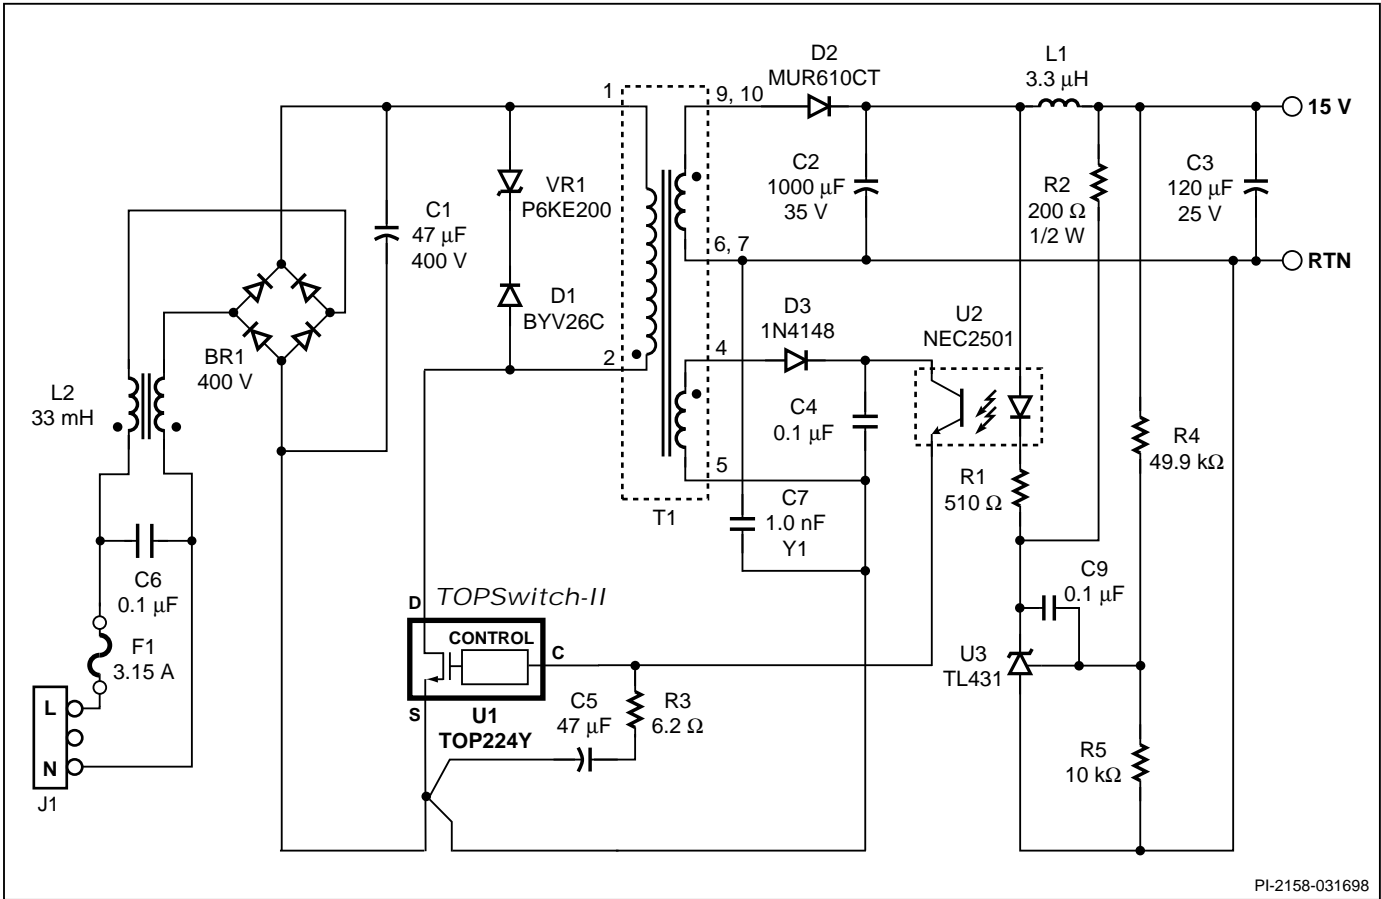 D2
MUR610CT
L1
3.3 µH
1
9, 10
15 V
VR1
P6KE200
C1
47 µF
400 V
C2
1000 µF
35 V
R2
200 Ω
1/2 W
C3
120 µF
25 V
6, 7
RTN
D1
BYV26C
D3
1N4148
U2
NEC2501
BR1
400 V
2
4
L2
33 mH
C4
0.1 µF
R4
49.9 kΩ
5
R1
510 Ω
C7
1.0 nF
Y1
T1
C6
0.1 µF
C9
0.1 µF
D
TOPSwitch-II
CONTROL
C
F1
3.15 A
U3
TL431
L
N
J1
S
U1
TOP224Y
C5
47 µF
R3
6.2 Ω
R5
10 kΩ
PI-2158-031698